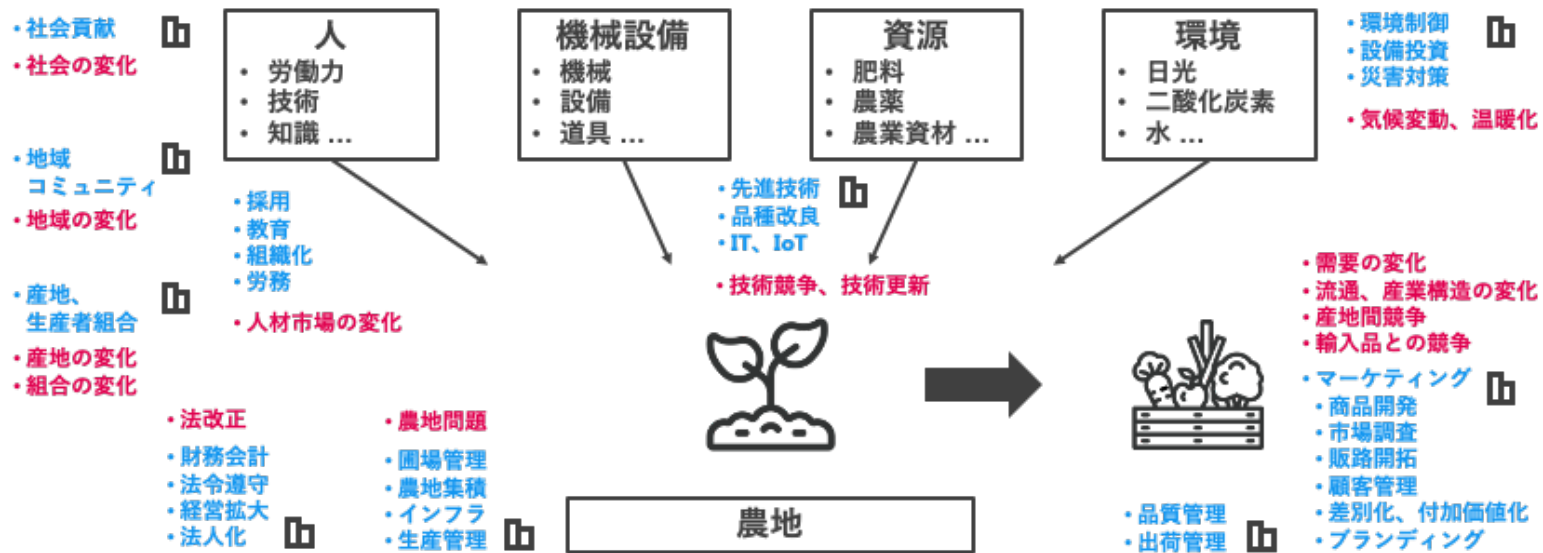 ・社会貢献
・社会の変化
・地域
コミュニティ
・地域の変化
・産地、
生産者組合
・産地の変化
・組合の変化
人
・労働力
・技術
・知識 …
・採用
・教育
・組織化
・労務
・人材市場の変化
機械設備
・機械
・設備
・道具 …
資源
・肥料
・農薬
・農業資材 …
・先進技術
・品種改良
・IT、IoT
・技術競争、技術更新
環境
・日光
・二酸化炭素
・水 …
・環境制御
・設備投資
・災害対策
・気候変動、温暖化
・需要の変化
・流通、産業構造の変化
・産地間競争
・輸入品との競争
・マーケティング
・商品開発
・市場調査
・販路開拓
・顧客管理
・差別化、付加価値化
・ブランディング
・法改正
・財務会計
・法令遵守
・経営拡大
・法人化
・農地問題
・圃場管理
・農地集積
・インフラ
・生産管理
農地
・品質管理
・出荷管理